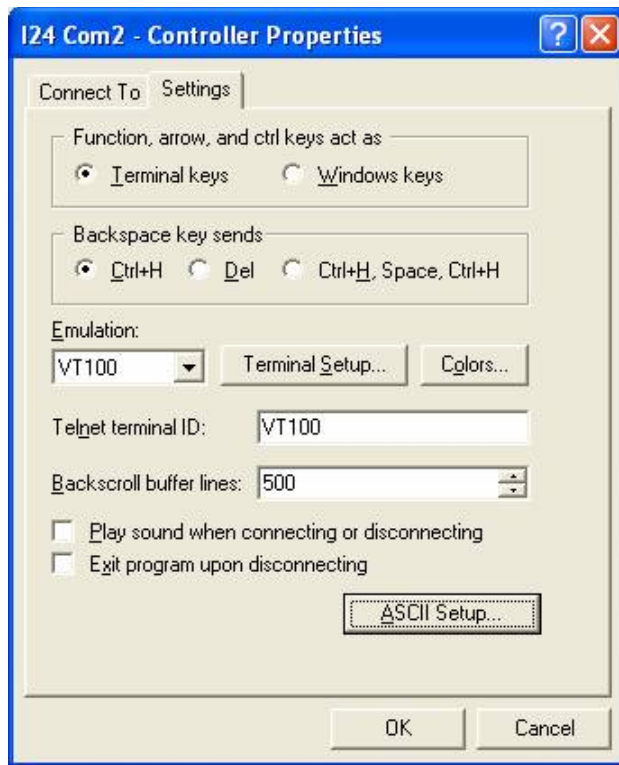 I24 Com2 - Controller Properties
Connect To Settings
Function, arrow, and ctrl keys act as
Terminal keys Windows keys
Backspace key sends
Ctrl+H Del Ctrl+H, Space, Ctrl+H
Emulation:
VT100 Terminal Setup... Colors...
Telnet terminal ID: VT100
Backscroll buffer lines: 500
Play sound when connecting or disconnecting
Exit program upon disconnecting
ASCII Setup...
OK Cancel